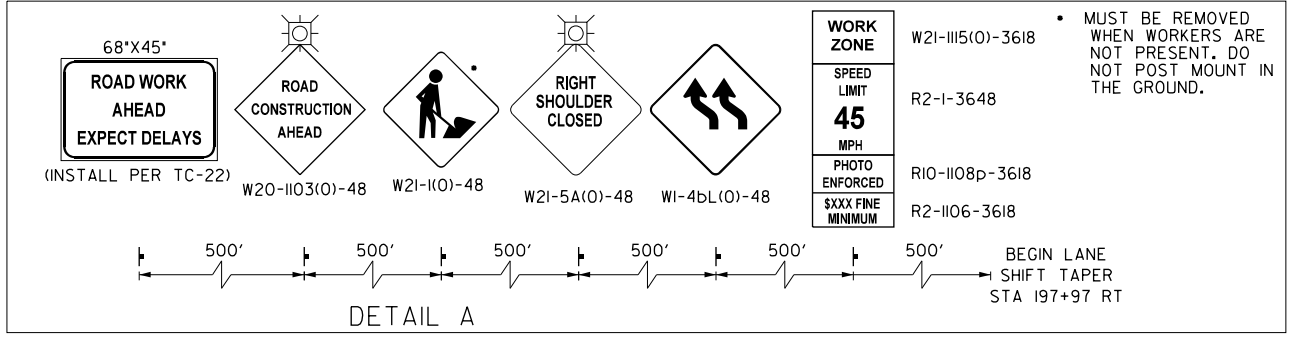 68"X45"
ROAD WORK
AHEAD
EXPECT DELAYS
(INSTALL PER TC-22)
ROAD
CONSTRUCTION
AHEAD
W20-1103(O)-48
W21-1(O)-48
RIGHT
SHOULDER
CLOSED
W21-5A(O)-48
W1-4bL(O)-48
WORK
ZONE
SPEED
LIMIT
45
MPH
PHOTO
ENFORCED
$XXX FINE
MINIMUM
W21-1115(O)-3618
R2-1-3648
R10-1108p-3618
R2-1106-3618
• MUST BE REMOVED
WHEN WORKERS ARE
NOT PRESENT. DO
NOT POST MOUNT IN
THE GROUND.
500' 500' 500' 500' 500' 500'
BEGIN LANE
SHIFT TAPER
STA 197+97 RT
DETAIL A